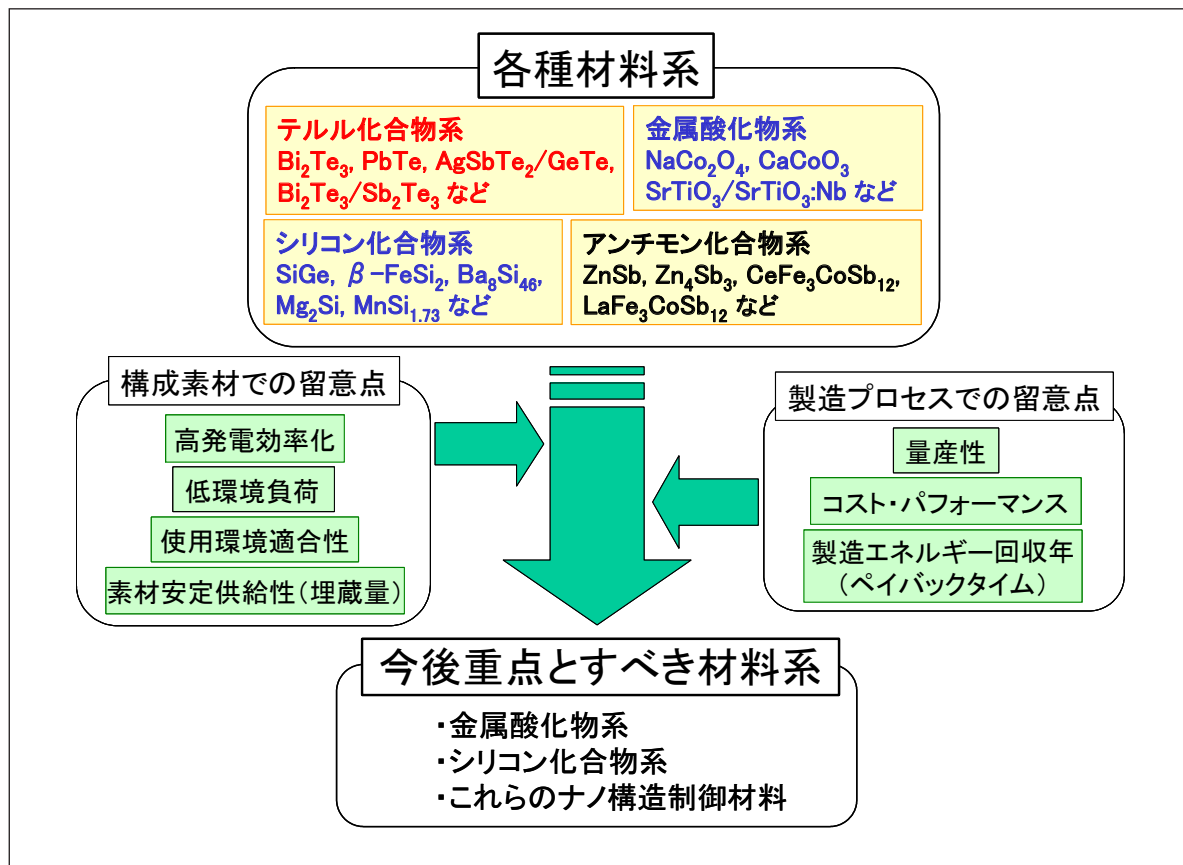 各種材料系
テルル化合物系
Bi₂Te₃, PbTe, AgSbTe₂/GeTe,
Bi₂Te₃/Sb₂Te₃ など
金属酸化物系
NaCo₂O₄, CaCoO₃
SrTiO₃/SrTiO₃:Nb など
シリコン化合物系
SiGe, β-FeSi₂, Ba₈Si₄₆,
Mg₂Si, MnSi₁.₇₃ など
アンチモン化合物系
ZnSb, Zn₄Sb₃, CeFe₃CoSb₁₂,
LaFe₃CoSb₁₂ など
構成素材での留意点
高発電効率化
低環境負荷
使用環境適合性
素材安定供給性(埋蔵量)
製造プロセスでの留意点
量産性
コスト・パフォーマンス
製造エネルギー回収年
(ペイバックタイム)
今後重点とすべき材料系
・金属酸化物系
・シリコン化合物系
・これらのナノ構造制御材料